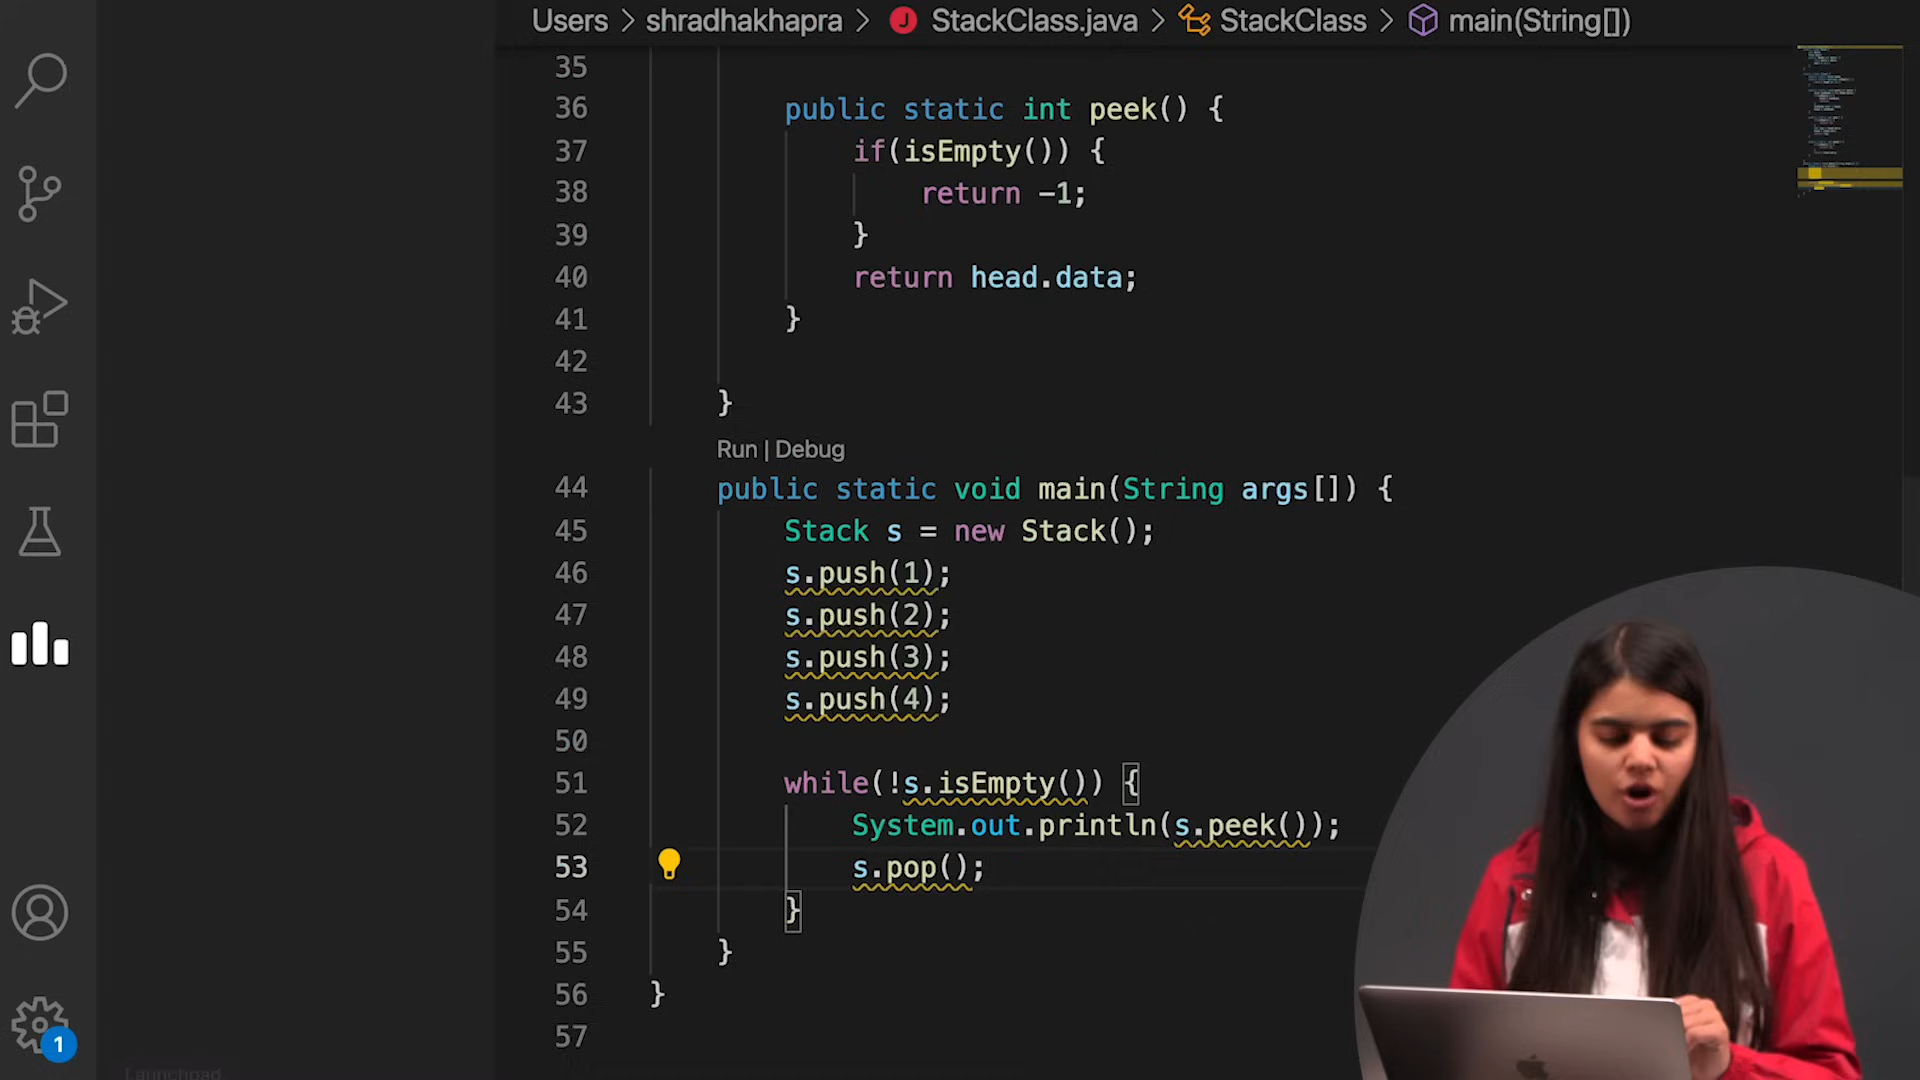 Users > shradhakhapra > J StackClass.java > StackClass > main(String[])
35
36 public static int peek() {
37 if(isEmpty()) {
38 return -1;
39 }
40 return head.data;
41 }
42
43 }
Run | Debug
44 public static void main(String args[]) {
45 Stack s = new Stack();
46 s.push(1);
47 s.push(2);
48 s.push(3);
49 s.push(4);
50
51 while(!s.isEmpty()) {
52 System.out.println(s.peek());
53 s.pop();
54 }
55 }
56 }
57
1
Launchpad